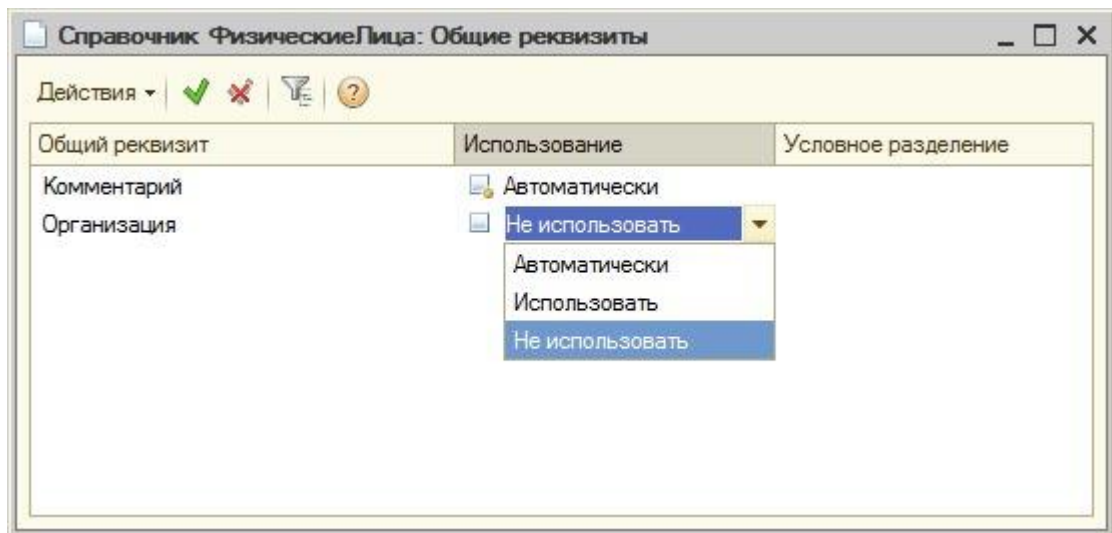 Справочник ФизическиеЛица: Общие реквизиты
Действия
Общий реквизит Использование Условное разделение
Комментарий Автоматически
Организация Не использовать
Автоматически
Использовать
Не использовать